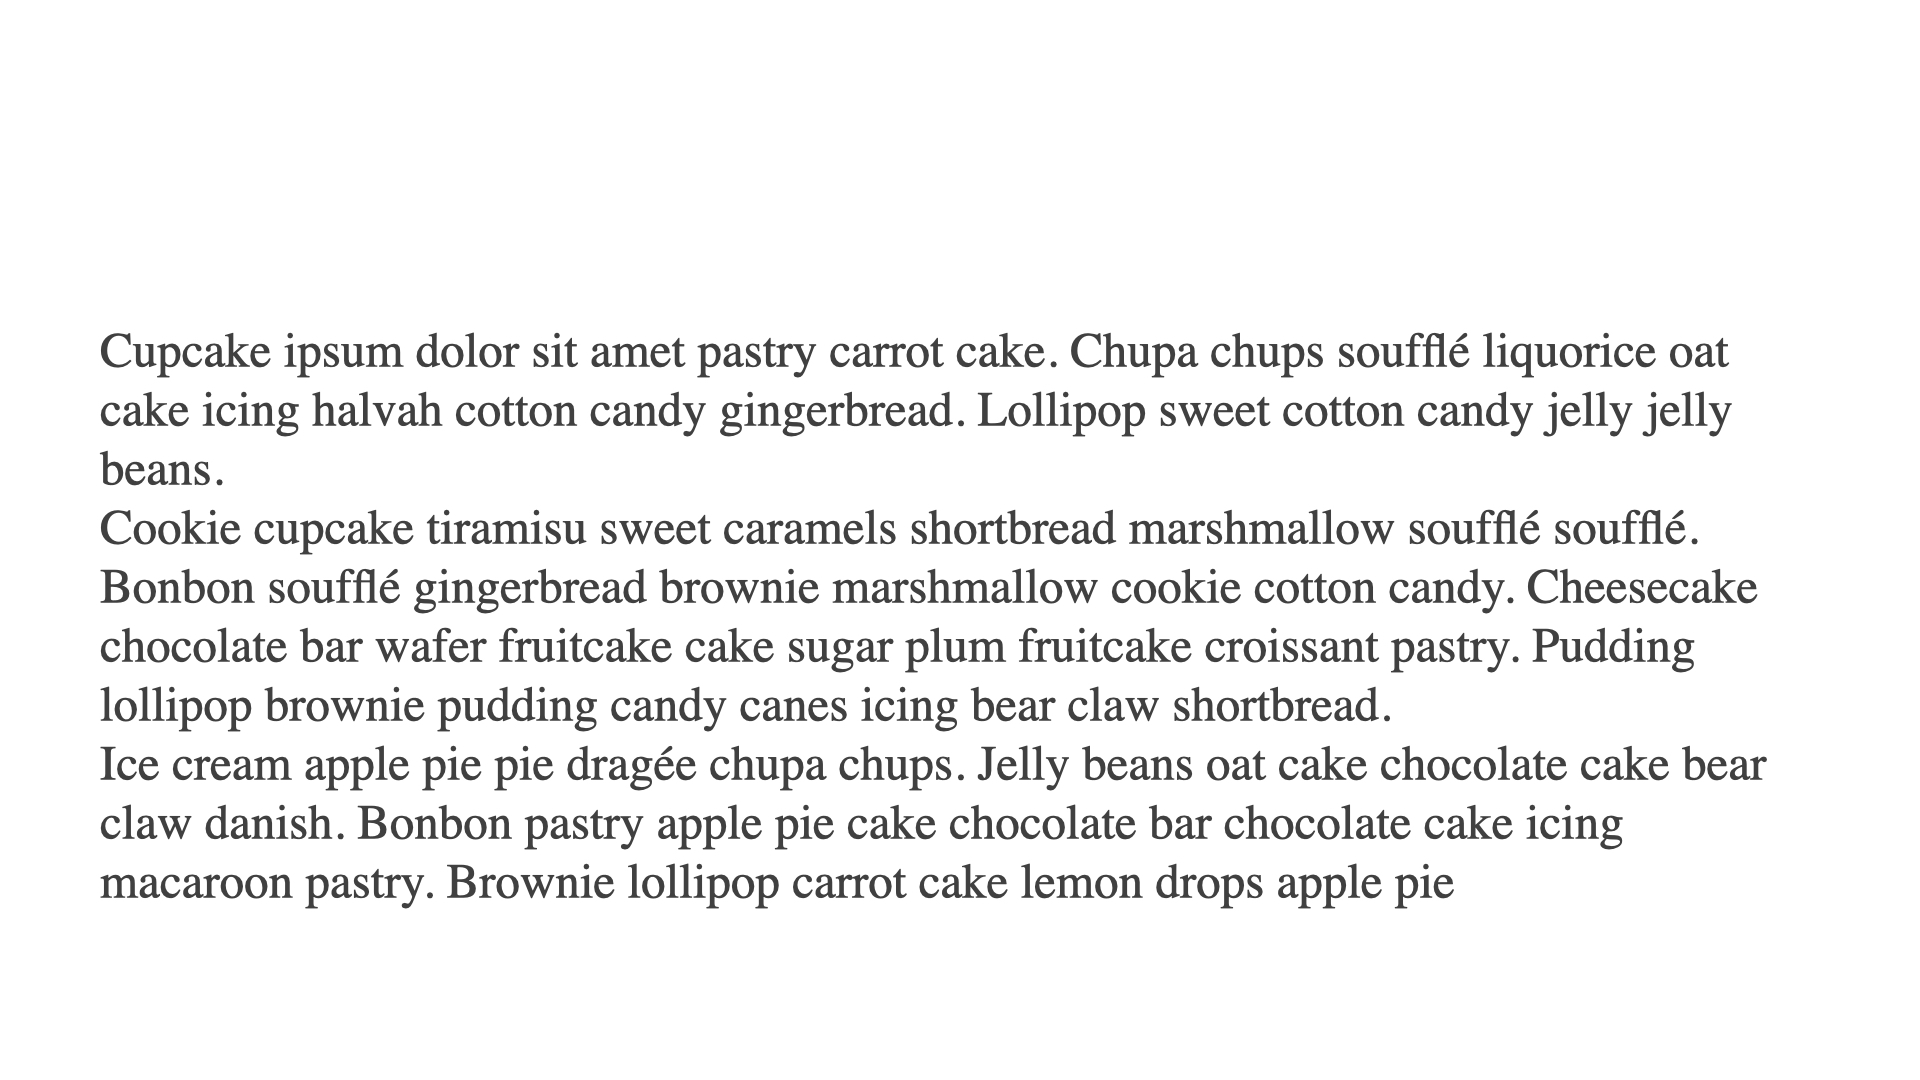 Cupcake ipsum dolor sit amet pastry carrot cake. Chupa chups soufflé liquorice oat
cake icing halvah cotton candy gingerbread. Lollipop sweet cotton candy jelly jelly
beans.
Cookie cupcake tiramisu sweet caramels shortbread marshmallow soufflé soufflé.
Bonbon soufflé gingerbread brownie marshmallow cookie cotton candy. Cheesecake
chocolate bar wafer fruitcake cake sugar plum fruitcake croissant pastry. Pudding
lollipop brownie pudding candy canes icing bear claw shortbread.
Ice cream apple pie pie dragée chupa chups. Jelly beans oat cake chocolate cake bear
claw danish. Bonbon pastry apple pie cake chocolate bar chocolate cake icing
macaroon pastry. Brownie lollipop carrot cake lemon drops apple pie